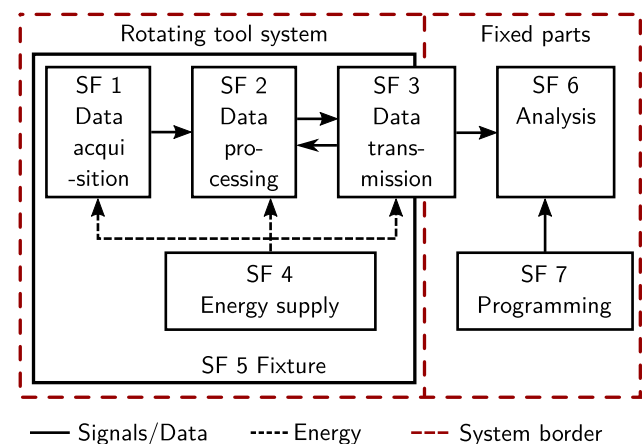 Rotating tool system
Fixed parts
SF 1
Data
acqui
-sition
SF 2
Data
pro-
cessing
SF 3
Data
trans-
mission
SF 6
Analysis
SF 4
Energy supply
SF 7
Programming
SF 5 Fixture
Signals/Data
Energy
System border